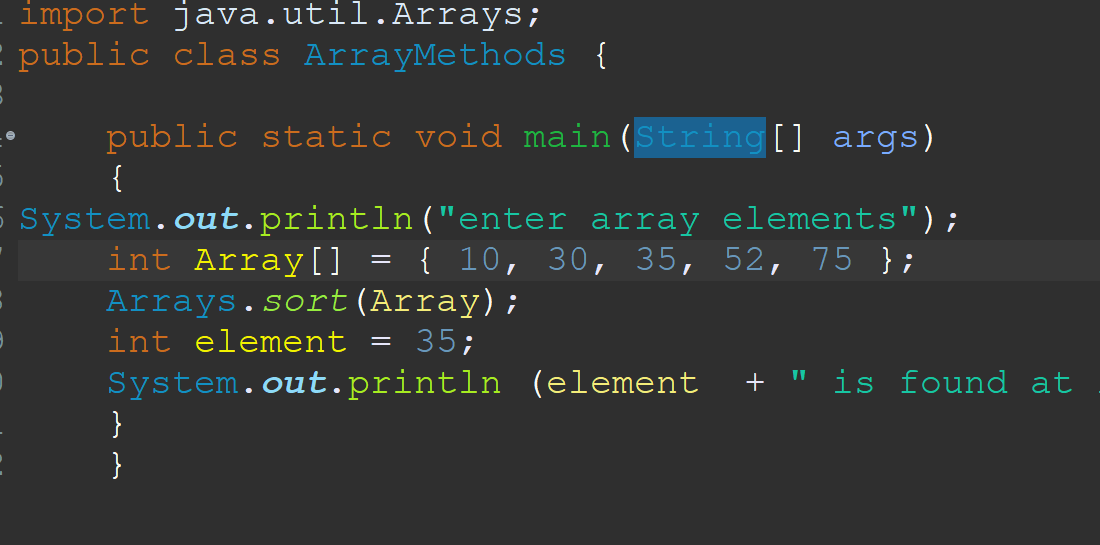 import java.util.Arrays;
public class ArrayMethods {
public static void main(String[] args)
{
System.out.println("enter array elements");
int Array[] = { 10, 30, 35, 52, 75 };
Arrays.sort(Array);
int element = 35;
System.out.println (element  + " is found at
}
}